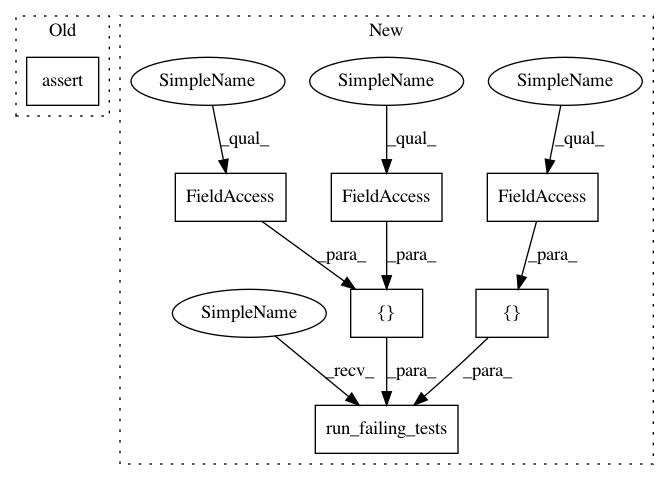 Old
New
assert
SimpleName
SimpleName
SimpleName
_qual_
_qual_
_qual_
FieldAccess
FieldAccess
FieldAccess
_para_
_para_
_para_
SimpleName
{}
{}
_recv_
_para_
_para_
run_failing_tests